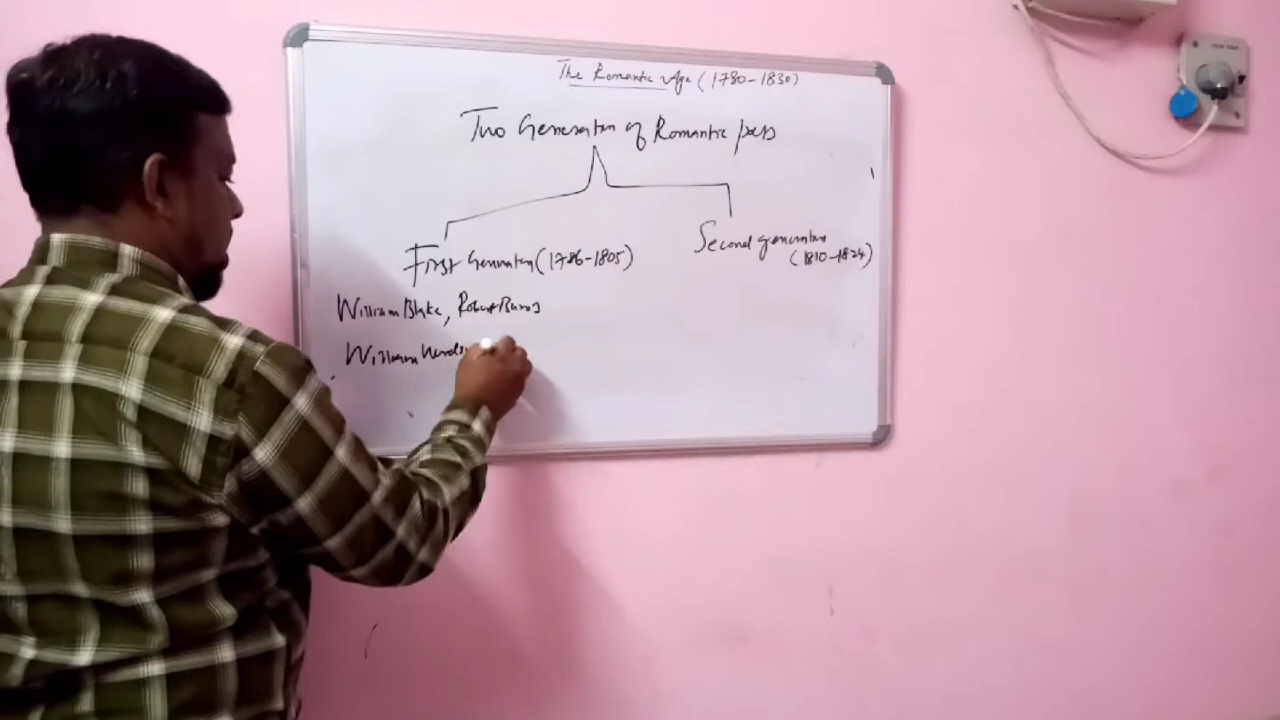 The Romantic Age (1780-1830)
Two Generation of Romantic poets
First Generation (1786-1805)
Second generation
(1810-1824)
William Blake, Robert Burns
William Words